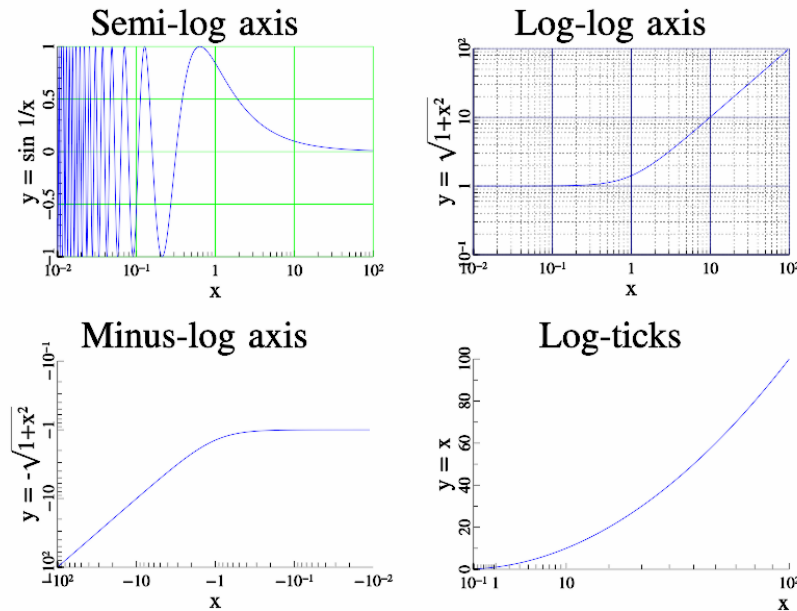 Semi-log axis
y = sin 1/x
1
0.5
0
−0.5
−1
10⁻² 10⁻¹ 1 10 10²
x
Log-log axis
y = √1+x²
10²
10
1
10⁻¹
10⁻² 10⁻¹ 1 10 10²
x
Minus-log axis
y = -√1+x²
−10⁻¹
−1
−10
−10²
−10² −10 −1 −10⁻¹ −10⁻²
x
Log-ticks
y = x
100
80
60
40
20
0
10⁻¹ 1 10 10²
x